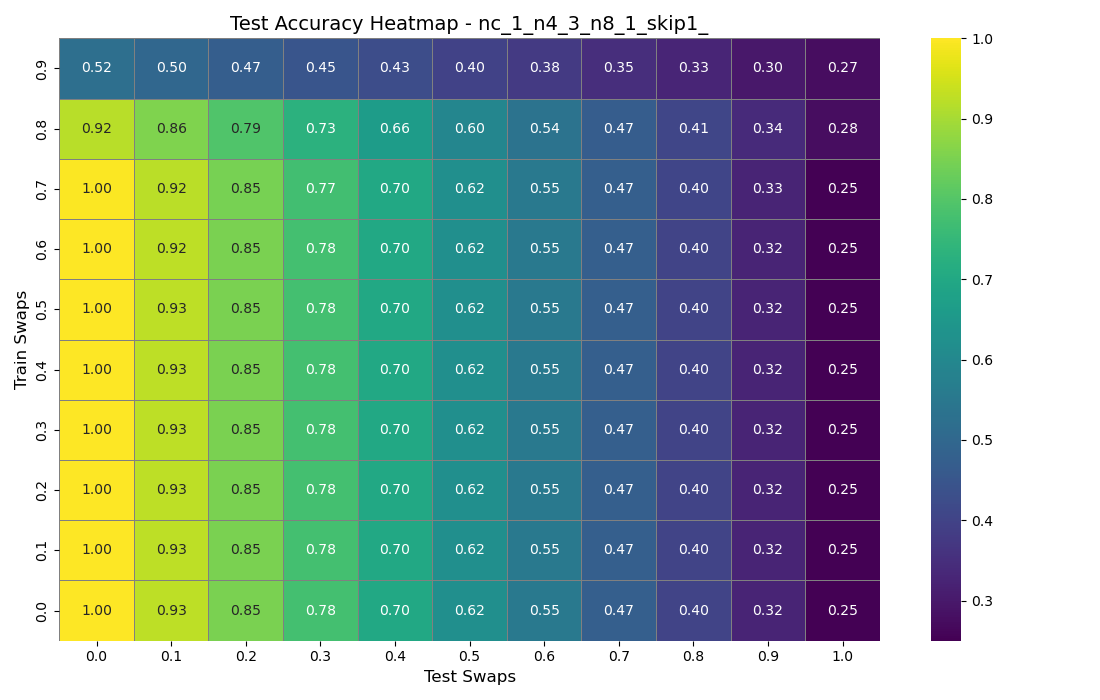 Test Accuracy Heatmap - nc_1_n4_3_n8_1_skip1_
0.9 0.52 0.50 0.47 0.45 0.43 0.40 0.38 0.35 0.33 0.30 0.27
0.8 0.92 0.86 0.79 0.73 0.66 0.60 0.54 0.47 0.41 0.34 0.28
0.7 1.00 0.92 0.85 0.77 0.70 0.62 0.55 0.47 0.40 0.33 0.25
0.6 1.00 0.92 0.85 0.78 0.70 0.62 0.55 0.47 0.40 0.32 0.25
0.5 1.00 0.93 0.85 0.78 0.70 0.62 0.55 0.47 0.40 0.32 0.25
0.4 1.00 0.93 0.85 0.78 0.70 0.62 0.55 0.47 0.40 0.32 0.25
0.3 1.00 0.93 0.85 0.78 0.70 0.62 0.55 0.47 0.40 0.32 0.25
0.2 1.00 0.93 0.85 0.78 0.70 0.62 0.55 0.47 0.40 0.32 0.25
0.1 1.00 0.93 0.85 0.78 0.70 0.62 0.55 0.47 0.40 0.32 0.25
0.0 1.00 0.93 0.85 0.78 0.70 0.62 0.55 0.47 0.40 0.32 0.25
0.0 0.1 0.2 0.3 0.4 0.5 0.6 0.7 0.8 0.9 1.0
Test Swaps
Train Swaps
1.0
0.9
0.8
0.7
0.6
0.5
0.4
0.3